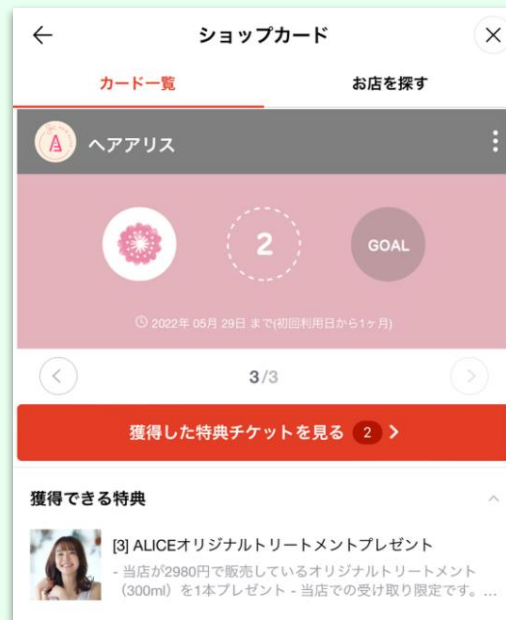 ショップカード
カード一覧
お店を探す
ヘアアリス
2
GOAL
2022年 05月 29日 まで(初回利用日から1ヶ月)
3/3
獲得した特典チケットを見る 2
獲得できる特典
[3] ALICEオリジナルトリートメントプレゼント
- 当店が2980円で販売しているオリジナルトリートメント
（300ml）を1本プレゼント - 当店での受け取り限定です。...